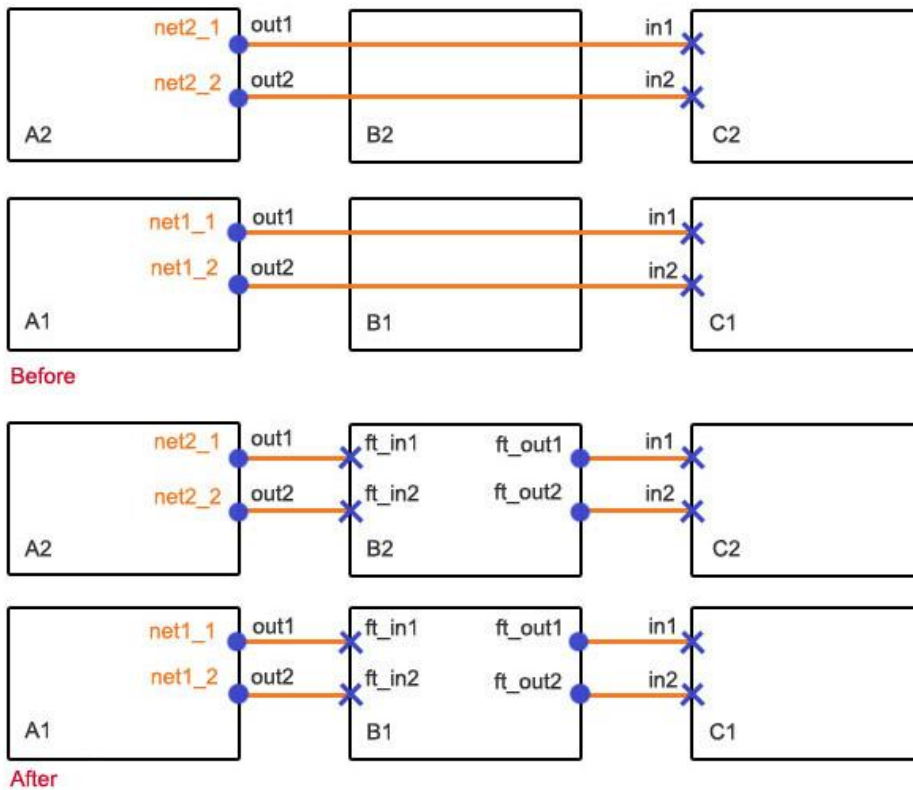 net2_1 out1 in1
net2_2 out2 in2
A2 B2 C2
net1_1 out1 in1
net1_2 out2 in2
A1 B1 C1
Before
net2_1 out1 ft_in1 ft_out1 in1
net2_2 out2 ft_in2 ft_out2 in2
A2 B2 C2
net1_1 out1 ft_in1 ft_out1 in1
net1_2 out2 ft_in2 ft_out2 in2
A1 B1 C1
After